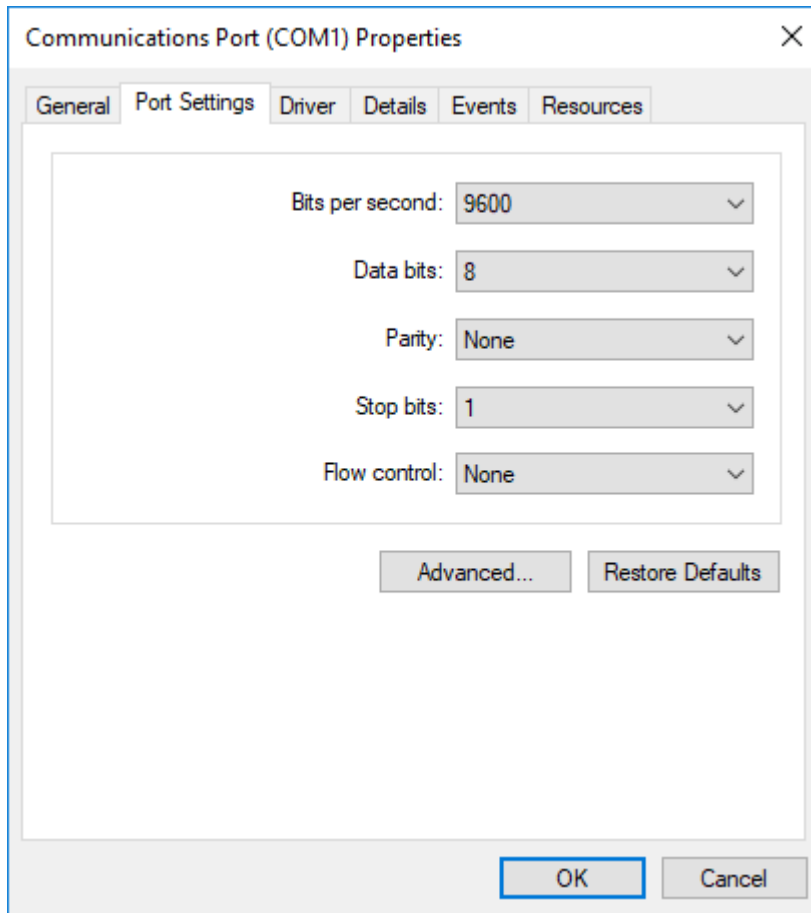 Communications Port (COM1) Properties
General Port Settings Driver Details Events Resources
Bits per second: 9600
Data bits: 8
Parity: None
Stop bits: 1
Flow control: None
Advanced... Restore Defaults
OK Cancel